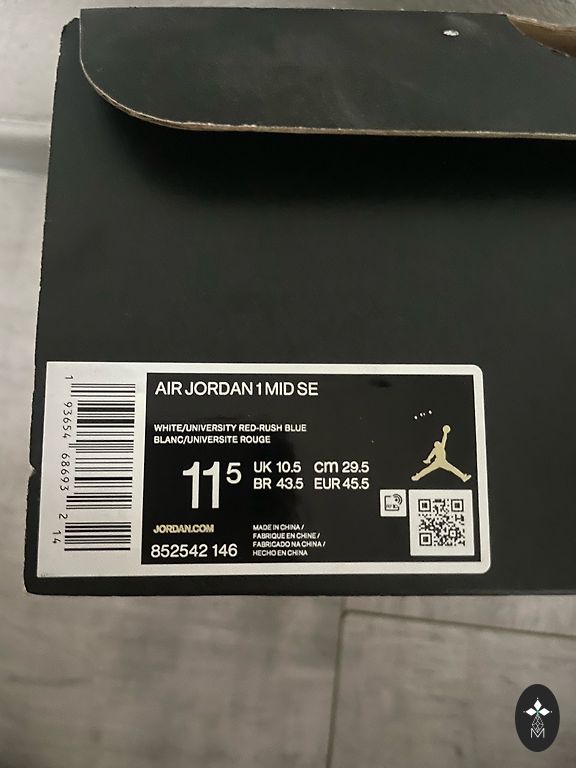 AIR JORDAN 1 MID SE
WHITE/UNIVERSITY RED-RUSH BLUE
BLANC/UNIVERSITE ROUGE
11 5
UK 10.5 cm 29.5
BR 43.5 EUR 45.5
JORDAN.COM
852542 146
MADE IN CHINA /
FABRIQUE EN CHINE /
FABRICADO NA CHINA /
HECHO EN CHINA
1 93654 68693 2 14
M